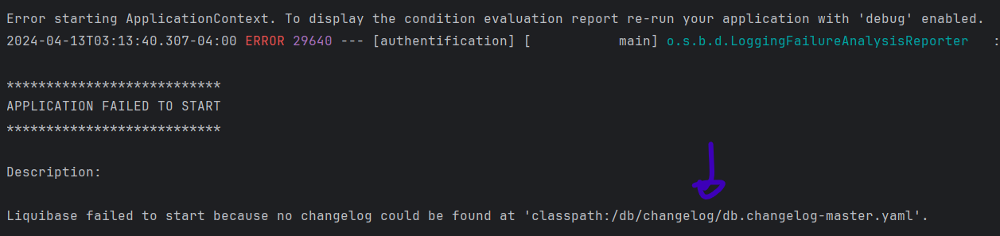 Error starting ApplicationContext. To display the condition evaluation report re-run your application with 'debug' enabled.
2024-04-13T03:13:40.307-04:00 ERROR 29640 --- [authentification] [           main] o.s.b.d.LoggingFailureAnalysisReporter   :
***************************
APPLICATION FAILED TO START
***************************
Description:
Liquibase failed to start because no changelog could be found at 'classpath:/db/changelog/db.changelog-master.yaml'.